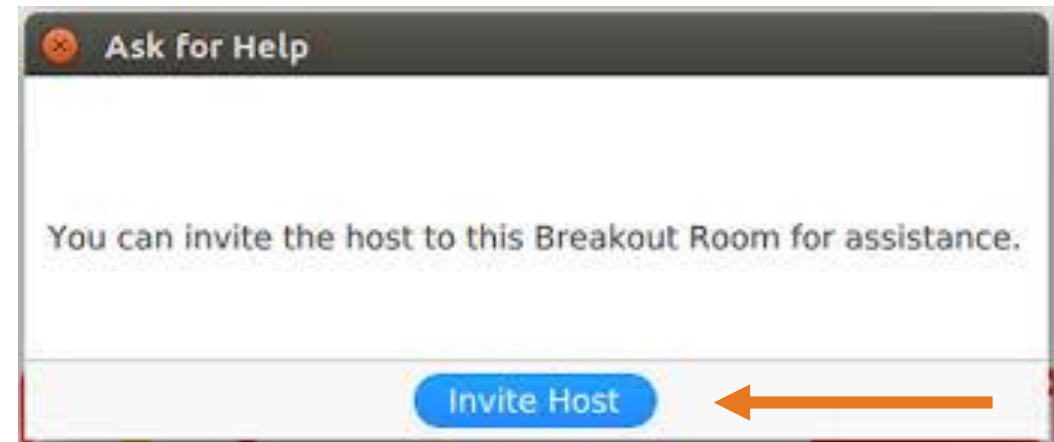 Ask for Help
You can invite the host to this Breakout Room for assistance.
Invite Host